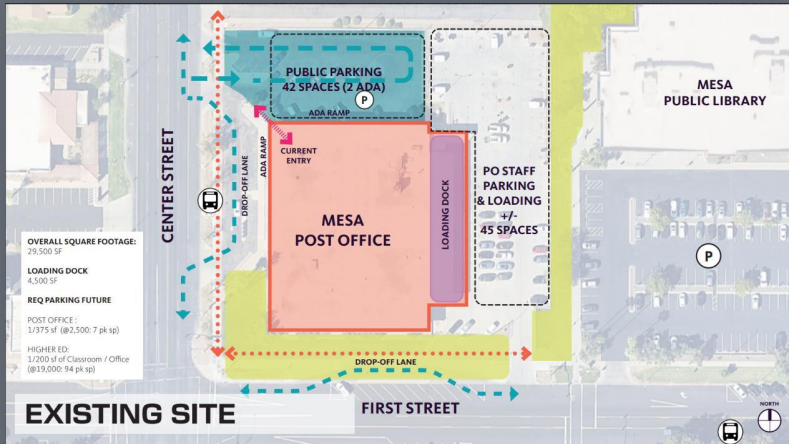 PUBLIC PARKING
42 SPACES (2 ADA)
P
ADA RAMP
MESA
PUBLIC LIBRARY
CENTER STREET
DROP-OFF LANE
ADA RAMP
CURRENT
ENTRY
MESA
POST OFFICE
LOADING DOCK
PO STAFF
PARKING
& LOADING
+/-
45 SPACES
P
OVERALL SQUARE FOOTAGE:
29,500 SF
LOADING DOCK
4,500 SF
REQ PARKING FUTURE
POST OFFICE :
1/375 sf (@2,500: 7 pk sp)
HIGHER ED:
1/200 sf of Classroom / Office
(@19,000: 94 pk sp)
DROP-OFF LANE
EXISTING SITE
FIRST STREET
NORTH